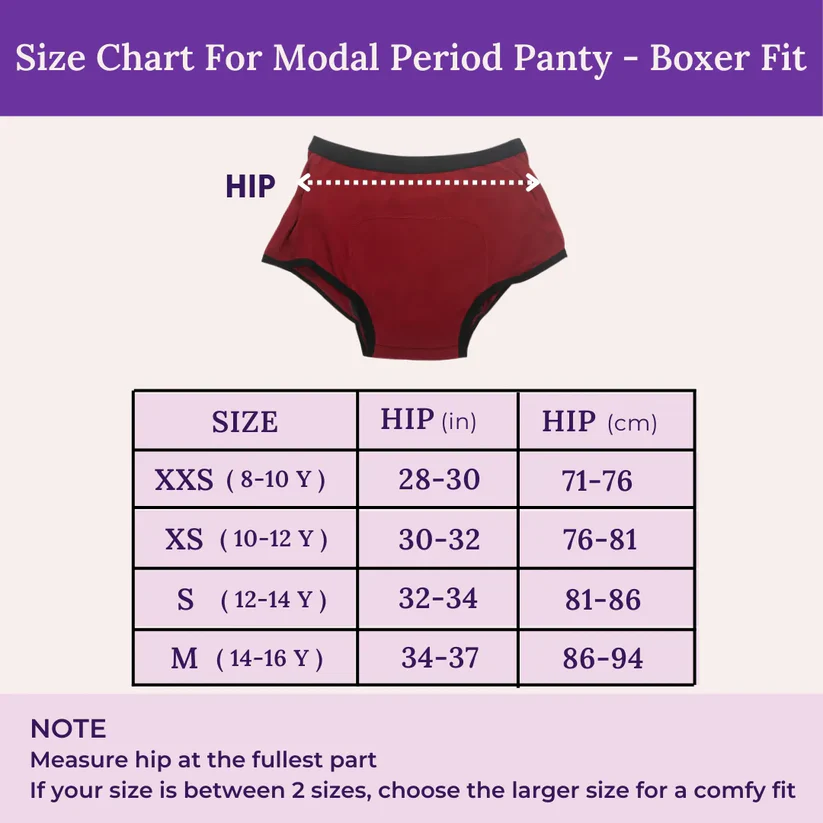 Size Chart For Modal Period Panty - Boxer Fit
HIP
SIZE HIP (in) HIP (cm)
XXS ( 8-10 Y ) 28-30 71-76
XS ( 10-12 Y ) 30-32 76-81
S ( 12-14 Y ) 32-34 81-86
M ( 14-16 Y ) 34-37 86-94
NOTE
Measure hip at the fullest part
If your size is between 2 sizes, choose the larger size for a comfy fit